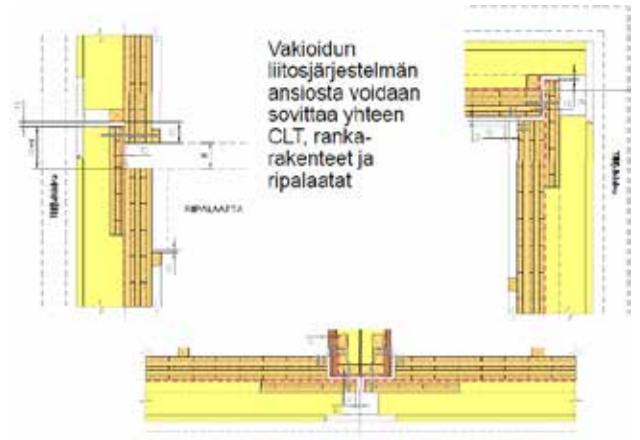 Vakioidun
liitosjärjestelmän
ansiosta voidaan
sovittaa yhteen
CLT, ranka-
rakenteet ja
ripalaatat
RIPALAATTA